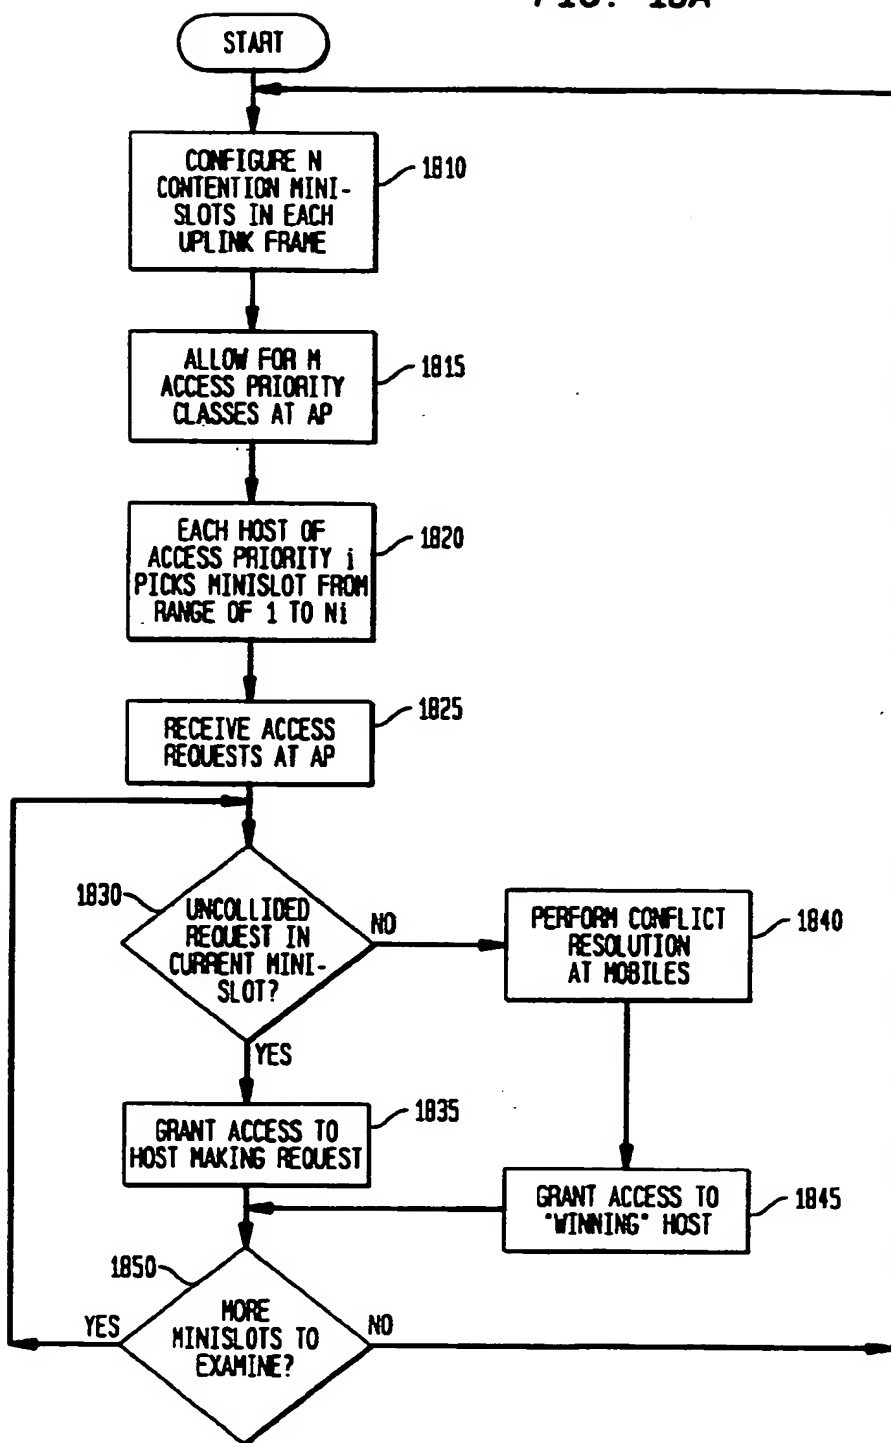 START
CONFIGURE N
CONTENTION MINI-
SLOTS IN EACH
UPLINK FRAME
1810
ALLOW FOR M
ACCESS PRIORITY
CLASSES AT AP
1815
EACH HOST OF
ACCESS PRIORITY i
PICKS MINISLOT FROM
RANGE OF 1 TO Ni
1820
RECEIVE ACCESS
REQUESTS AT AP
1825
1830
UNCOLLIDED
REQUEST IN
CURRENT MINI-
SLOT?
NO
YES
PERFORM CONFLICT
RESOLUTION
AT MOBILES
1840
GRANT ACCESS TO
HOST MAKING REQUEST
1835
GRANT ACCESS TO
"WINNING" HOST
1845
1850
MORE
MINISLOTS TO
EXAMINE?
YES
NO